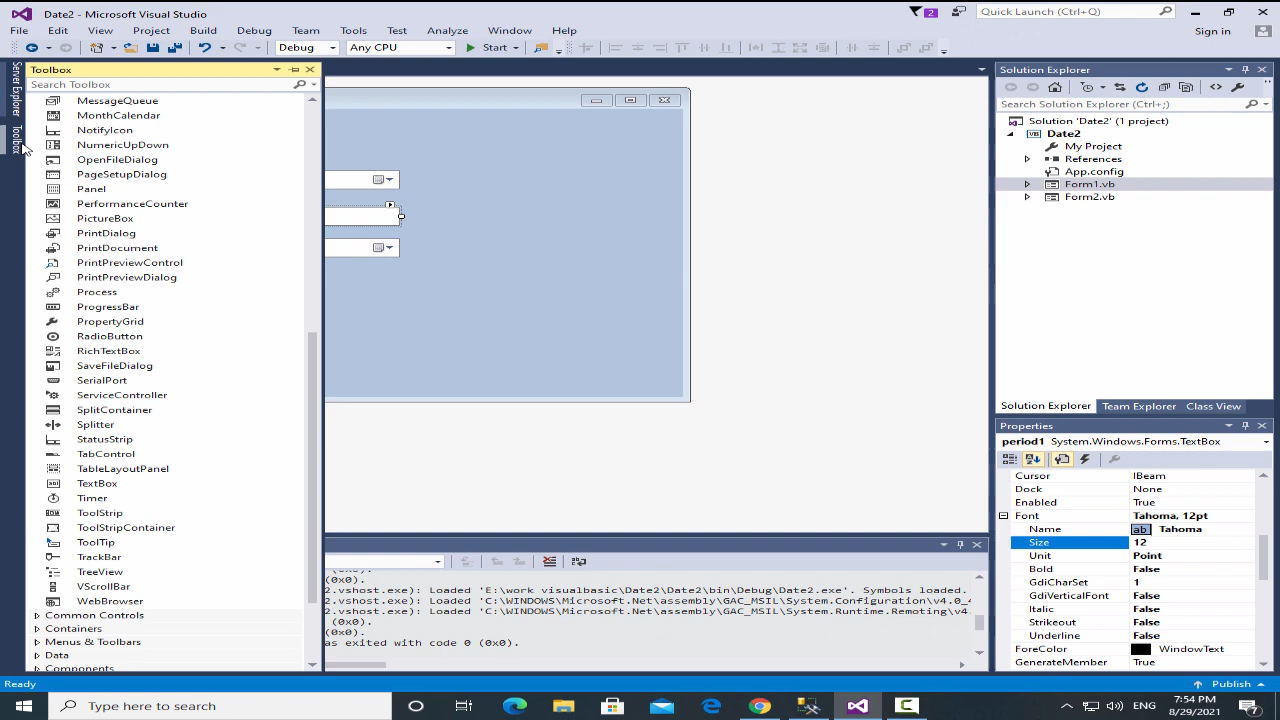 Date2 - Microsoft Visual Studio
2
Quick Launch (Ctrl+Q)
File Edit View Project Build Debug Team Tools Test Analyze Window Help
Sign in
Debug Any CPU Start
Server Explorer
Toolbox
Toolbox
Search Toolbox
MessageQueue
MonthCalendar
NotifyIcon
NumericUpDown
OpenFileDialog
PageSetupDialog
Panel
PerformanceCounter
PictureBox
PrintDialog
PrintDocument
PrintPreviewControl
PrintPreviewDialog
Process
ProgressBar
PropertyGrid
RadioButton
RichTextBox
SaveFileDialog
SerialPort
ServiceController
SplitContainer
Splitter
StatusStrip
TabControl
TableLayoutPanel
TextBox
Timer
ToolStrip
ToolStripContainer
ToolTip
TrackBar
TreeView
VScrollBar
WebBrowser
Common Controls
Containers
Menus & Toolbars
Data
Components
(0x0).
(0x0).
2.vshost.exe): Loaded 'E:\work visualbasic\Date2\Date2\bin\Debug\Date2.exe'. Symbols loaded.
2.vshost.exe): Loaded 'C:\WINDOWS\Microsoft.Net\assembly\GAC_MSIL\System.Configuration\v4.0_4
2.vshost.exe): Loaded 'C:\WINDOWS\Microsoft.Net\assembly\GAC_MSIL\System.Runtime.Remoting\v4.
(0x0).
(0x0).
as exited with code 0 (0x0).
Solution Explorer
Search Solution Explorer (Ctrl+;)
Solution 'Date2' (1 project)
VB Date2
My Project
References
App.config
Form1.vb
Form2.vb
Solution Explorer Team Explorer Class View
Properties
period1 System.Windows.Forms.TextBox
Cursor IBeam
Dock None
Enabled True
Font Tahoma, 12pt
Name ab Tahoma
Size 12
Unit Point
Bold False
GdiCharSet 1
GdiVerticalFont False
Italic False
Strikeout False
Underline False
ForeColor WindowText
GenerateMember True
Ready
Publish
Type here to search
ENG
7:54 PM
8/29/2021
7